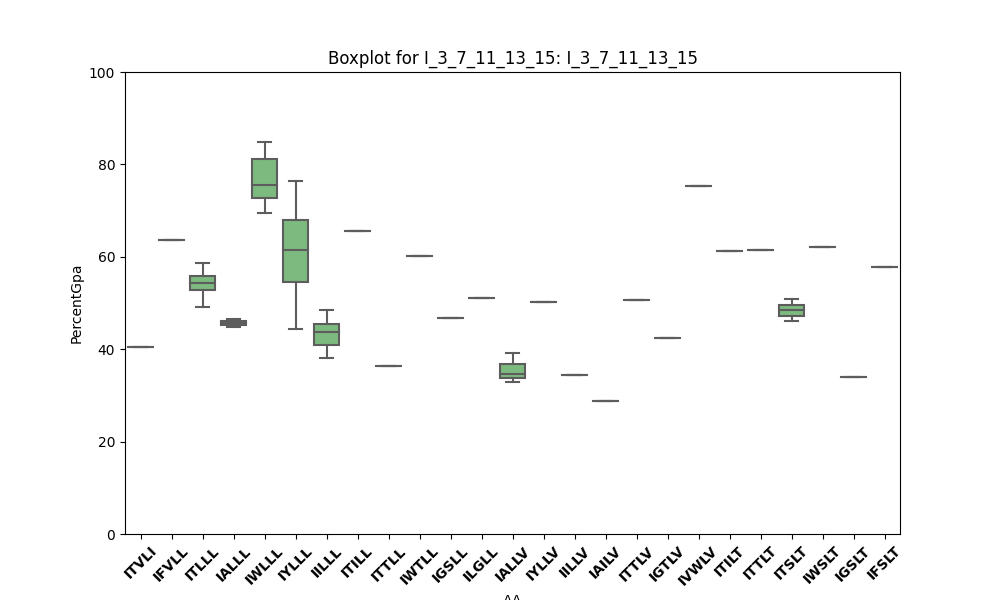 Boxplot for I_3_7_11_13_15: I_3_7_11_13_15
100
80
60
40
20
0
PercentGpa
ITVLI
IFVLL
ITLLL
IALLL
IWLLL
IYLLL
IILLL
ITILL
ITTLL
IWTLL
IGSLL
ILGLL
IALLV
IYLLV
IILLV
IAILV
ITTLV
IGTLV
IVWLV
ITILT
ITTLT
ITSLT
IWSLT
IGSLT
IFSLT
AA